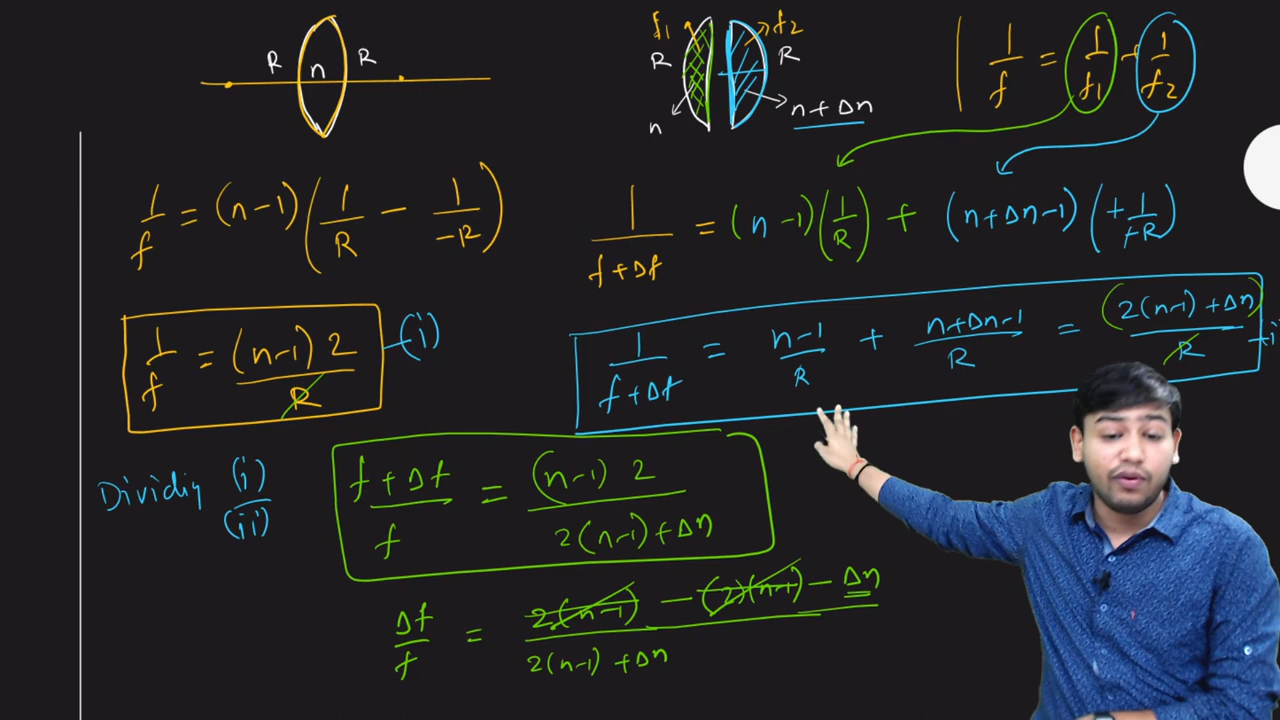 R n R
f₁ f₂
R R
n n + Δn
1/f = 1/f₁ + 1/f₂
1/f = (n-1)(1/R - 1/-R)
1/(f+Δf) = (n-1)(1/R) + (n+Δn-1)(+1/+R)
1/f = (n-1)2/R -(i)
1/(f+Δf) = (n-1)/R + (n+Δn-1)/R = (2(n-1)+Δn)/R
Dividing (i)/(ii)
(f+Δf)/f = (n-1)2/(2(n-1)+Δn)
Δf/f = (2(n-1) - (2)(n-1) - Δn)/(2(n-1)+Δn)